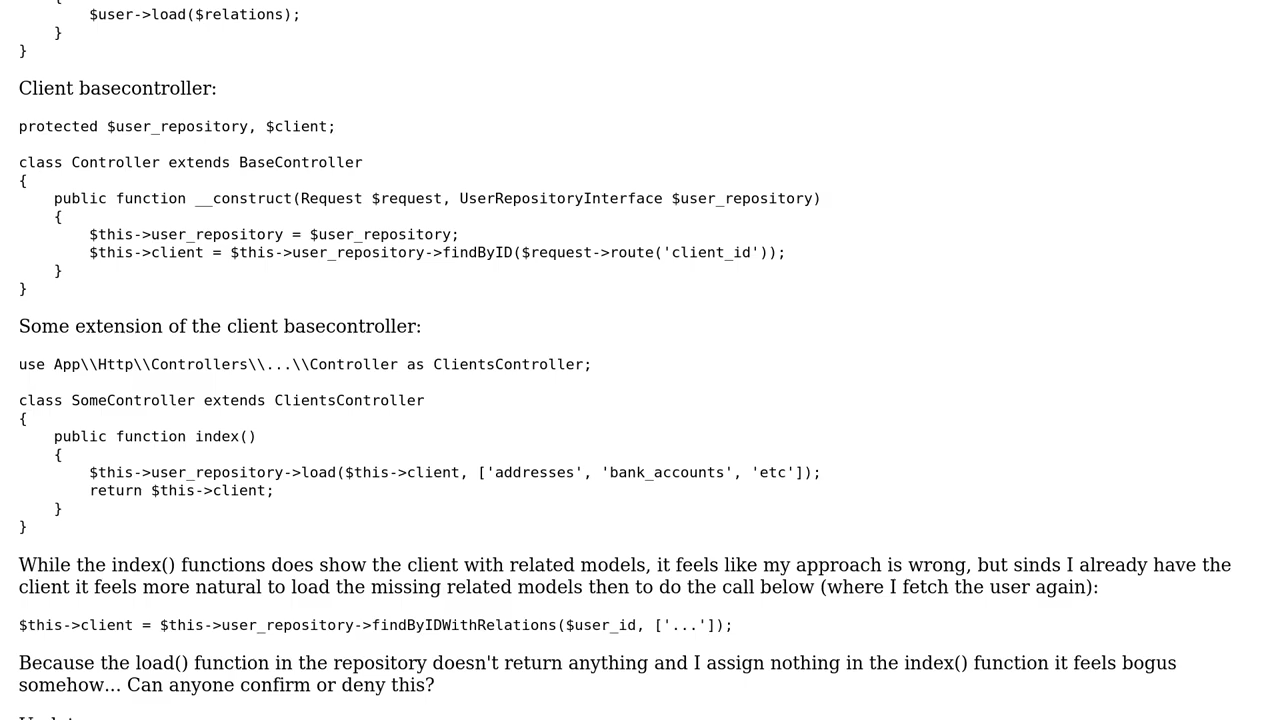 $user->load($relations);
    }
}
Client basecontroller:
protected $user_repository, $client;
class Controller extends BaseController
{
    public function __construct(Request $request, UserRepositoryInterface $user_repository)
    {
        $this->user_repository = $user_repository;
        $this->client = $this->user_repository->findByID($request->route('client_id'));
    }
}
Some extension of the client basecontroller:
use App\\Http\\Controllers\\...\\Controller as ClientsController;
class SomeController extends ClientsController
{
    public function index()
    {
        $this->user_repository->load($this->client, ['addresses', 'bank_accounts', 'etc']);
        return $this->client;
    }
}
While the index() functions does show the client with related models, it feels like my approach is wrong, but sinds I already have the
client it feels more natural to load the missing related models then to do the call below (where I fetch the user again):
$this->client = $this->user_repository->findByIDWithRelations($user_id, ['...']);
Because the load() function in the repository doesn't return anything and I assign nothing in the index() function it feels bogus
somehow... Can anyone confirm or deny this?